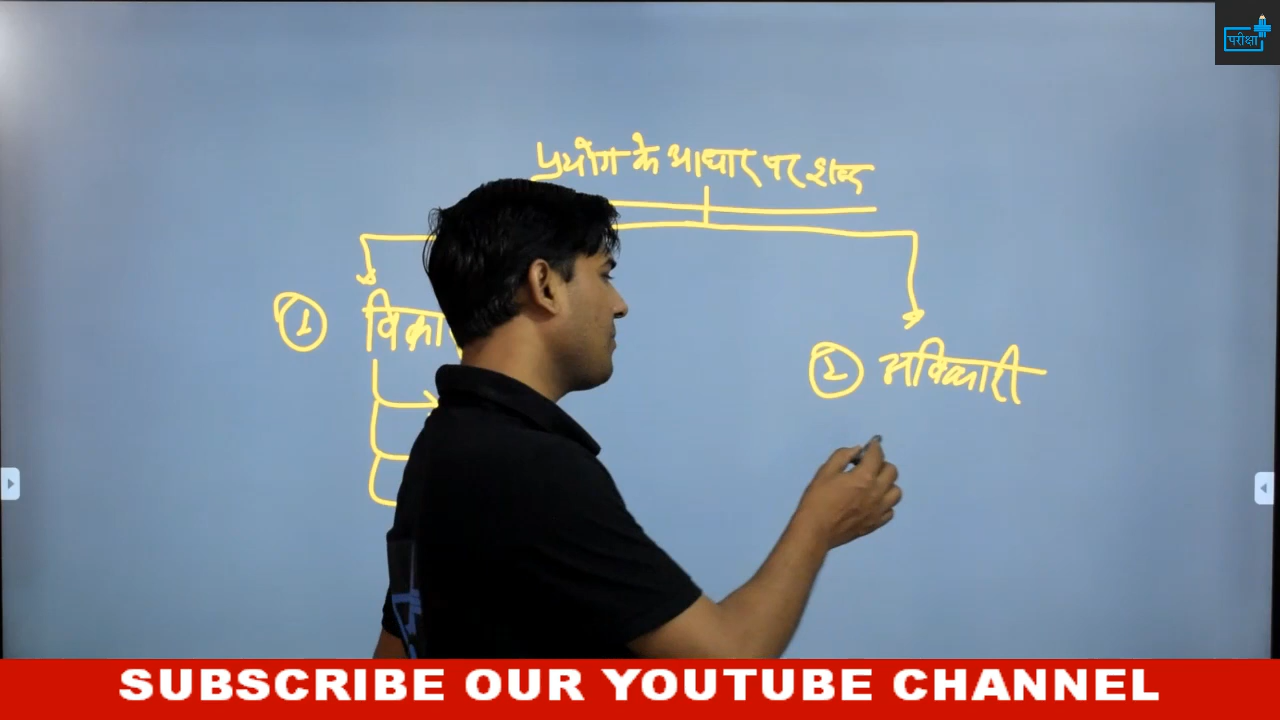 परीक्षा
प्रयोग के आधार पर शब्द
1 विका
2 अविकारी
SUBSCRIBE OUR YOUTUBE CHANNEL